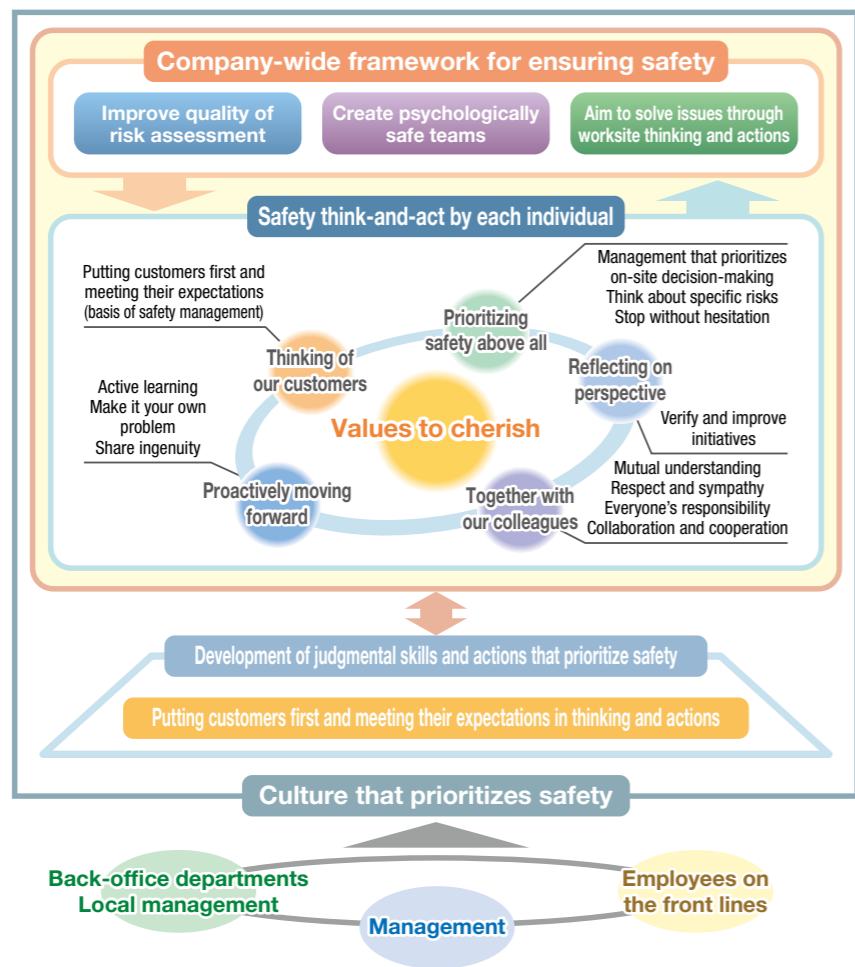 Company-wide framework for ensuring safety
Improve quality of
risk assessment
Create psychologically
safe teams
Aim to solve issues through
worksite thinking and actions
Safety think-and-act by each individual
Putting customers first and
meeting their expectations
(basis of safety management)
Management that prioritizes
on-site decision-making
Think about specific risks
Stop without hesitation
Prioritizing
safety above all
Thinking of
our customers
Reflecting on
perspective
Active learning
Make it your own
problem
Share ingenuity
Values to cherish
Verify and improve
initiatives
Mutual understanding
Respect and sympathy
Everyone’s responsibility
Collaboration and cooperation
Proactively moving
forward
Together with
our colleagues
Development of judgmental skills and actions that prioritize safety
Putting customers first and meeting their expectations in thinking and actions
Culture that prioritizes safety
Back-office departments
Local management
Management
Employees on
the front lines